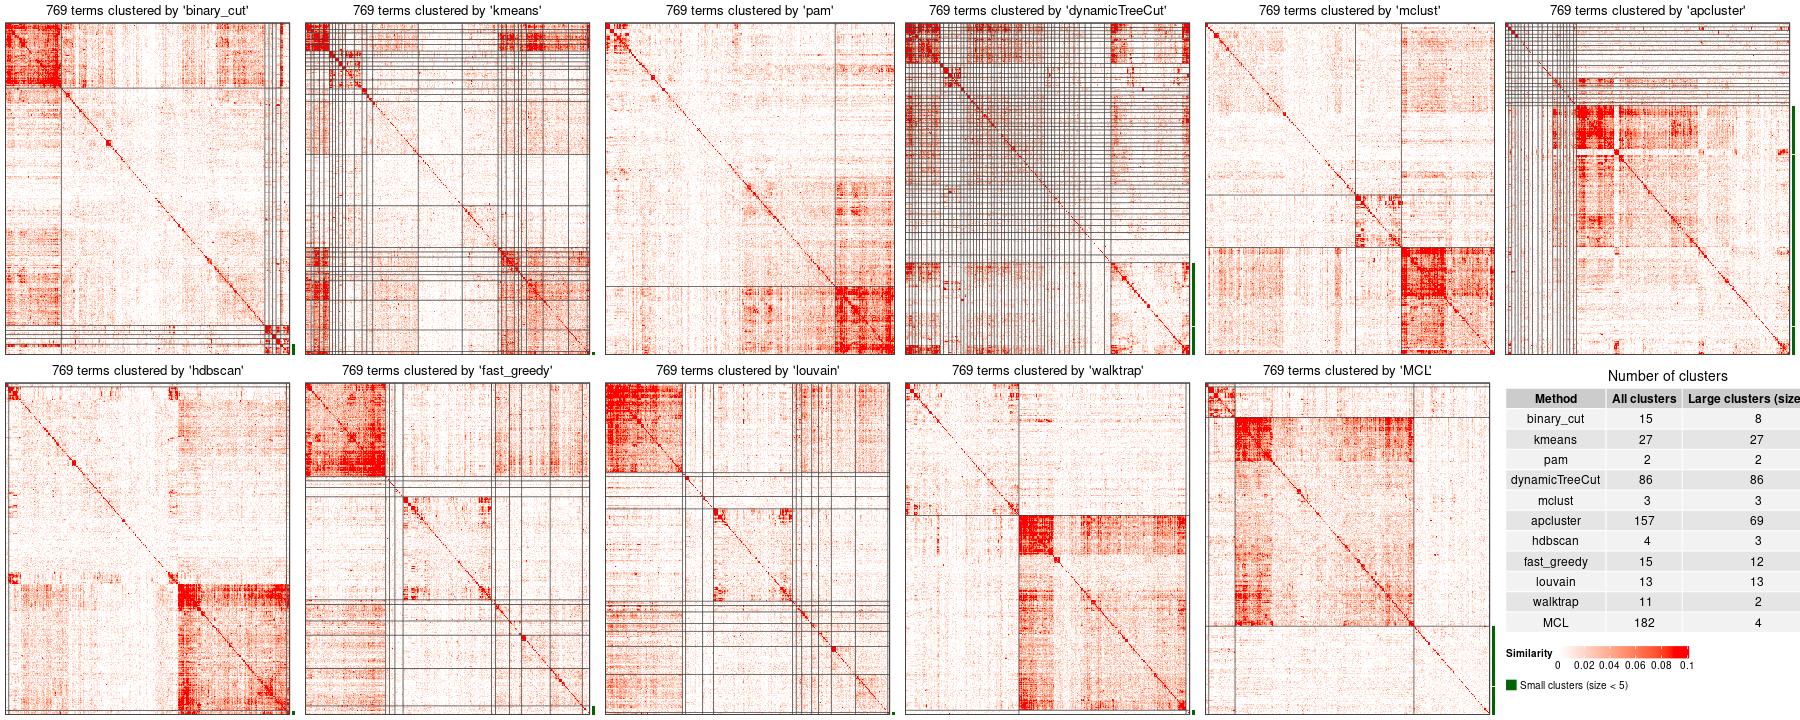 769 terms clustered by 'binary_cut'
769 terms clustered by 'kmeans'
769 terms clustered by 'pam'
769 terms clustered by 'dynamicTreeCut'
769 terms clustered by 'mclust'
769 terms clustered by 'apcluster'
769 terms clustered by 'hdbscan'
769 terms clustered by 'fast_greedy'
769 terms clustered by 'louvain'
769 terms clustered by 'walktrap'
769 terms clustered by 'MCL'
Number of clusters
Method All clusters Large clusters (size
binary_cut 15 8
kmeans 27 27
pam 2 2
dynamicTreeCut 86 86
mclust 3 3
apcluster 157 69
hdbscan 4 3
fast_greedy 15 12
louvain 13 13
walktrap 11 2
MCL 182 4
Similarity
0 0.02 0.04 0.06 0.080 0.1
Small clusters (size < 5)